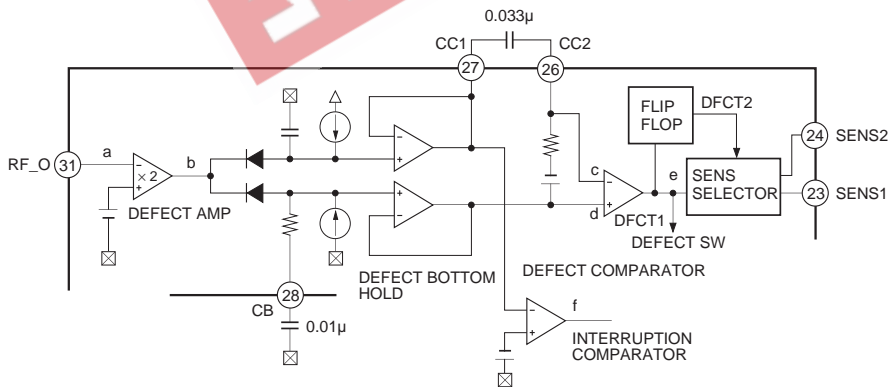 0.033μ
CC1
CC2
27
26
FLIP
FLOP
DFCT2
24
SENS2
RF_O
31
a
b
−
× 2
+
−
+
+
−
c
−
d
+
e
SENS
SELECTOR
23
SENS1
DEFECT AMP
DFCT1
DEFECT SW
DEFECT BOTTOM
HOLD
DEFECT COMPARATOR
28
CB
0.01μ
−
+
f
INTERRUPTION
COMPARATOR